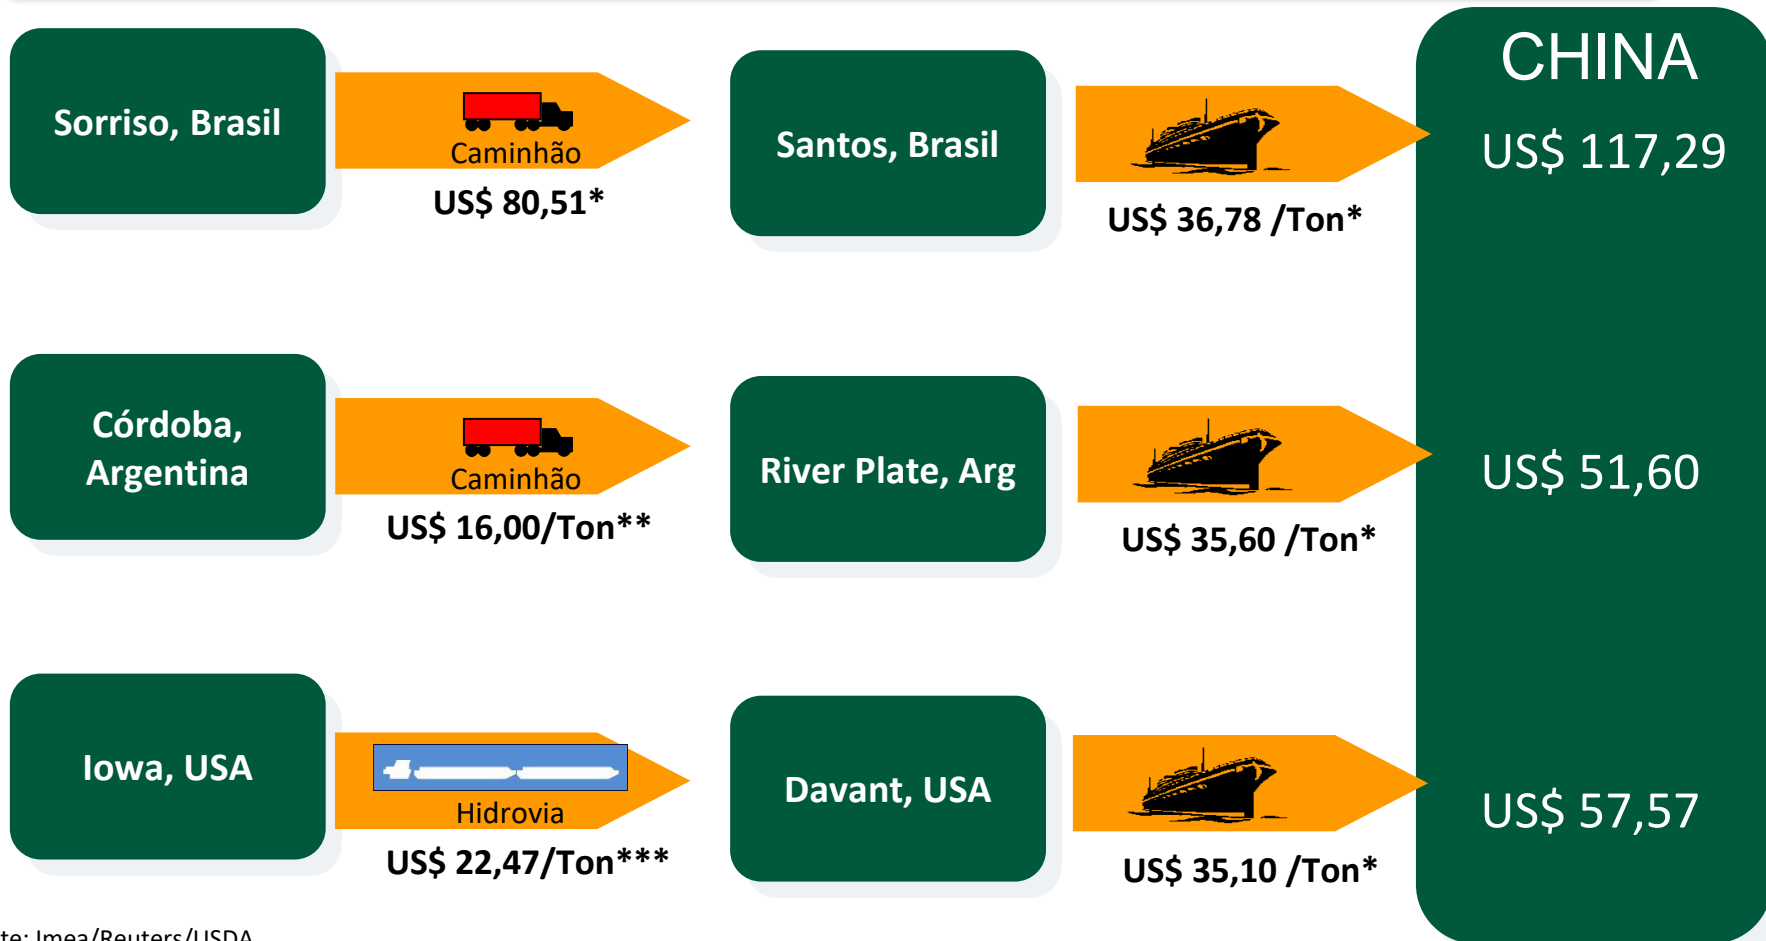 CHINA
Sorriso, Brasil
Caminhão
US$ 80,51*
Santos, Brasil
US$ 36,78 /Ton*
US$ 117,29
Córdoba,
Argentina
Caminhão
US$ 16,00/Ton**
River Plate, Arg
US$ 35,60 /Ton*
US$ 51,60
Iowa, USA
Hidrovia
US$ 22,47/Ton***
Davant, USA
US$ 35,10 /Ton*
US$ 57,57
te: Imea/Reuters/USDA